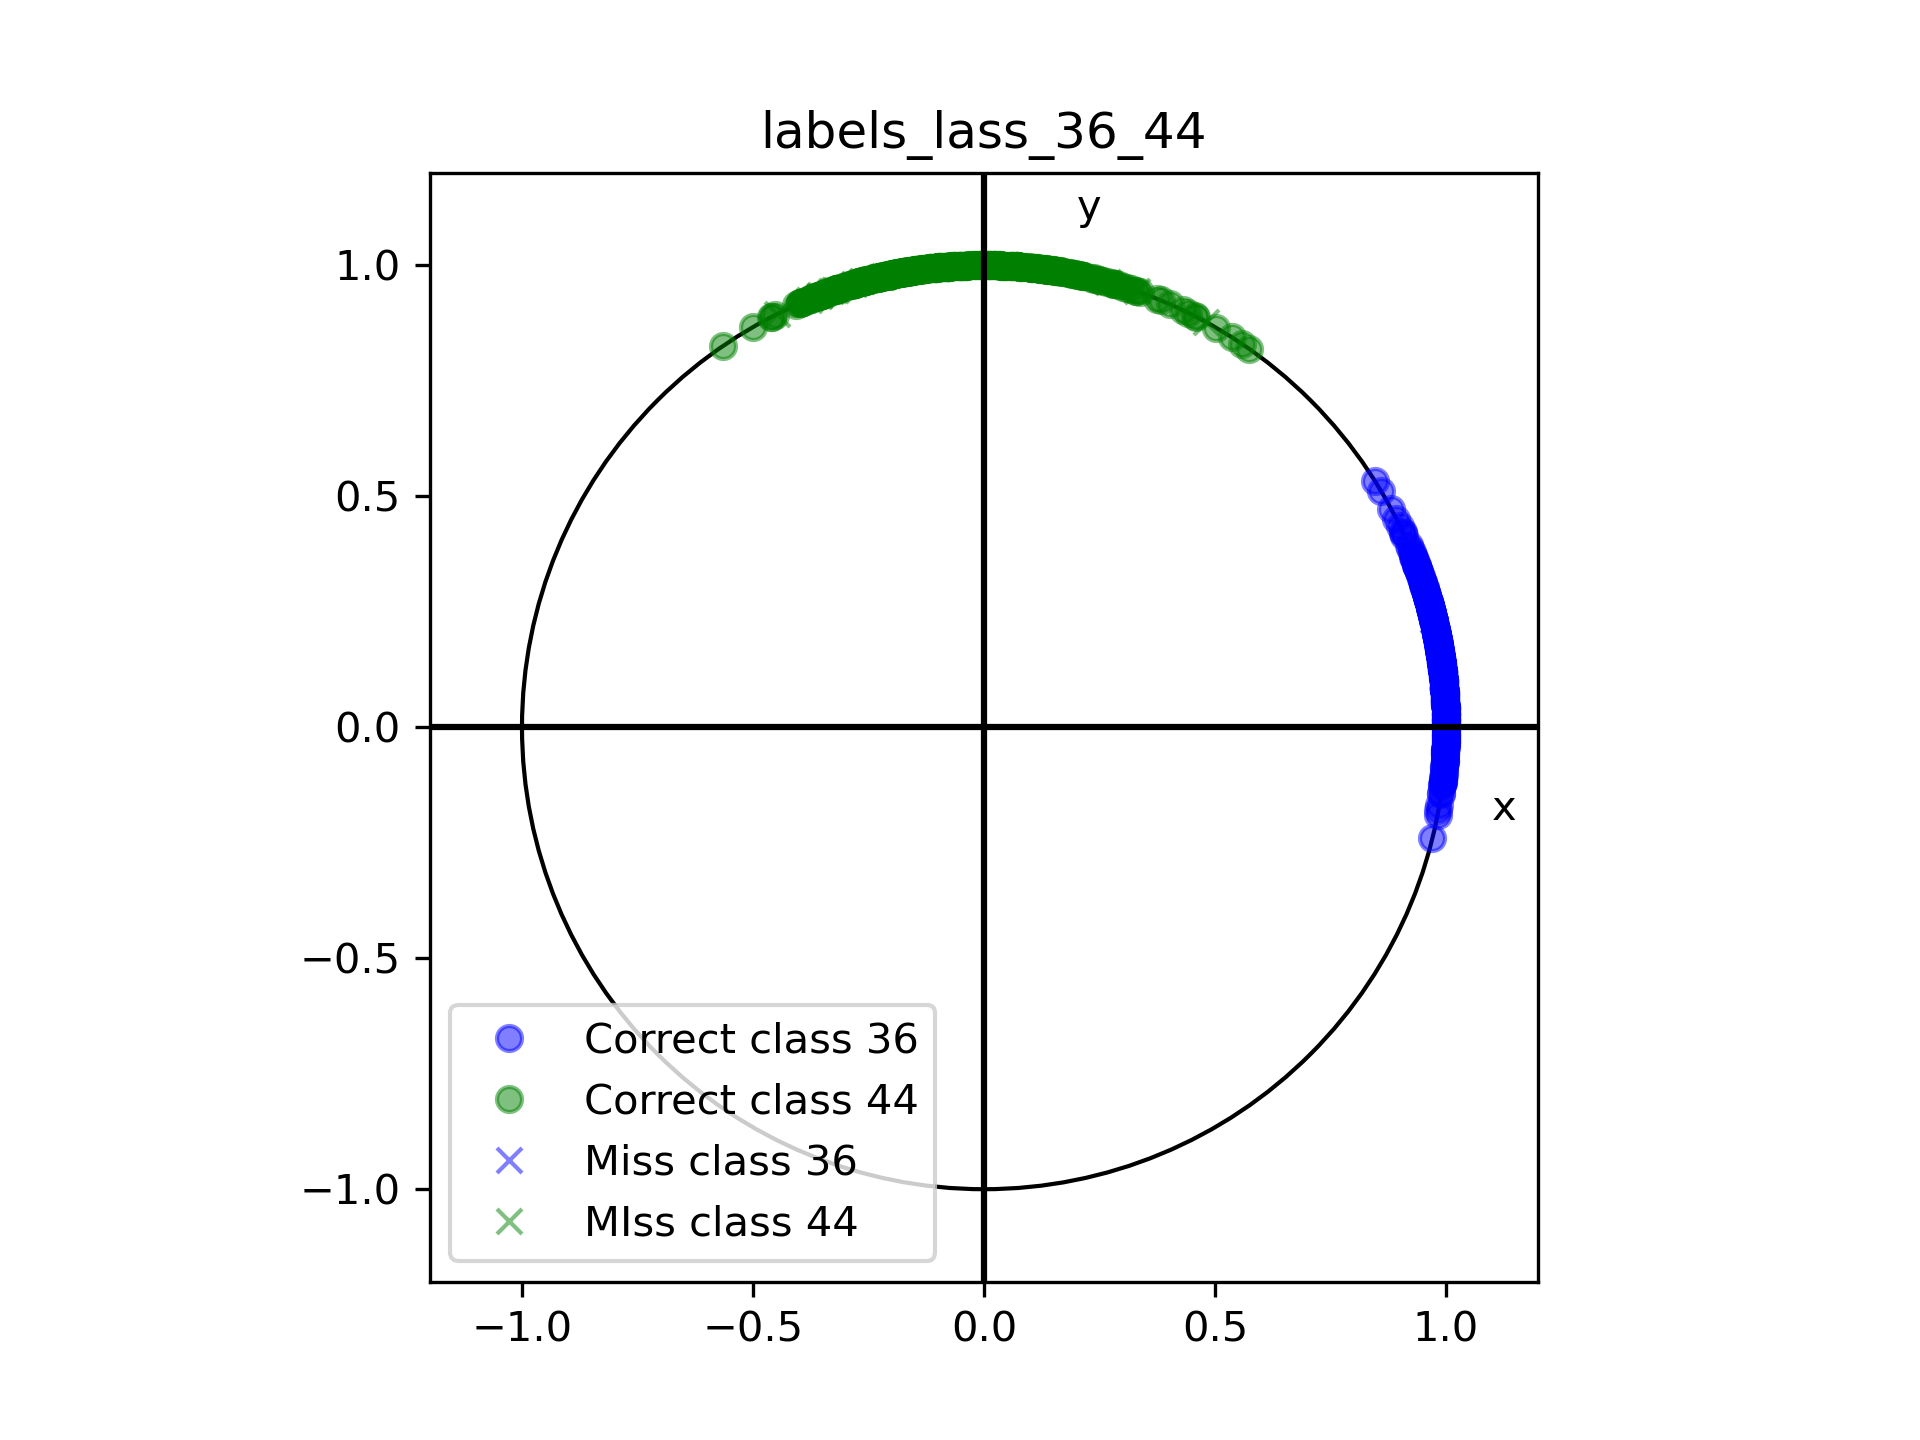 labels_lass_36_44
y
1.0
0.5
0.0
x
−0.5
−1.0
Correct class 36
Correct class 44
Miss class 36
MIss class 44
−1.0 −0.5 0.0 0.5 1.0